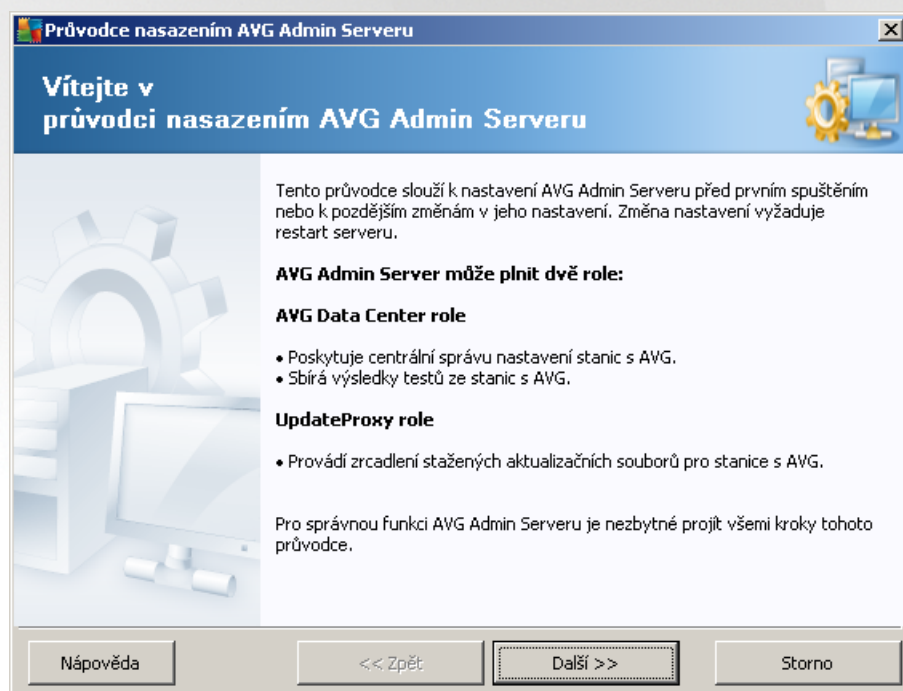 Průvodce nasazením AVG Admin Serveru
Vítejte v
průvodci nasazením AVG Admin Serveru
Tento průvodce slouží k nastavení AVG Admin Serveru před prvním spuštěním
nebo k pozdějším změnám v jeho nastavení. Změna nastavení vyžaduje
restart serveru.
AVG Admin Server může plnit dvě role:
AVG Data Center role
• Poskytuje centrální správu nastavení stanic s AVG.
• Sbírá výsledky testů ze stanic s AVG.
UpdateProxy role
• Provádí zrcadlení stažených aktualizačních souborů pro stanice s AVG.
Pro správnou funkci AVG Admin Serveru je nezbytné projít všemi kroky tohoto
průvodce.
Nápověda
<< Zpět
Další >>
Storno